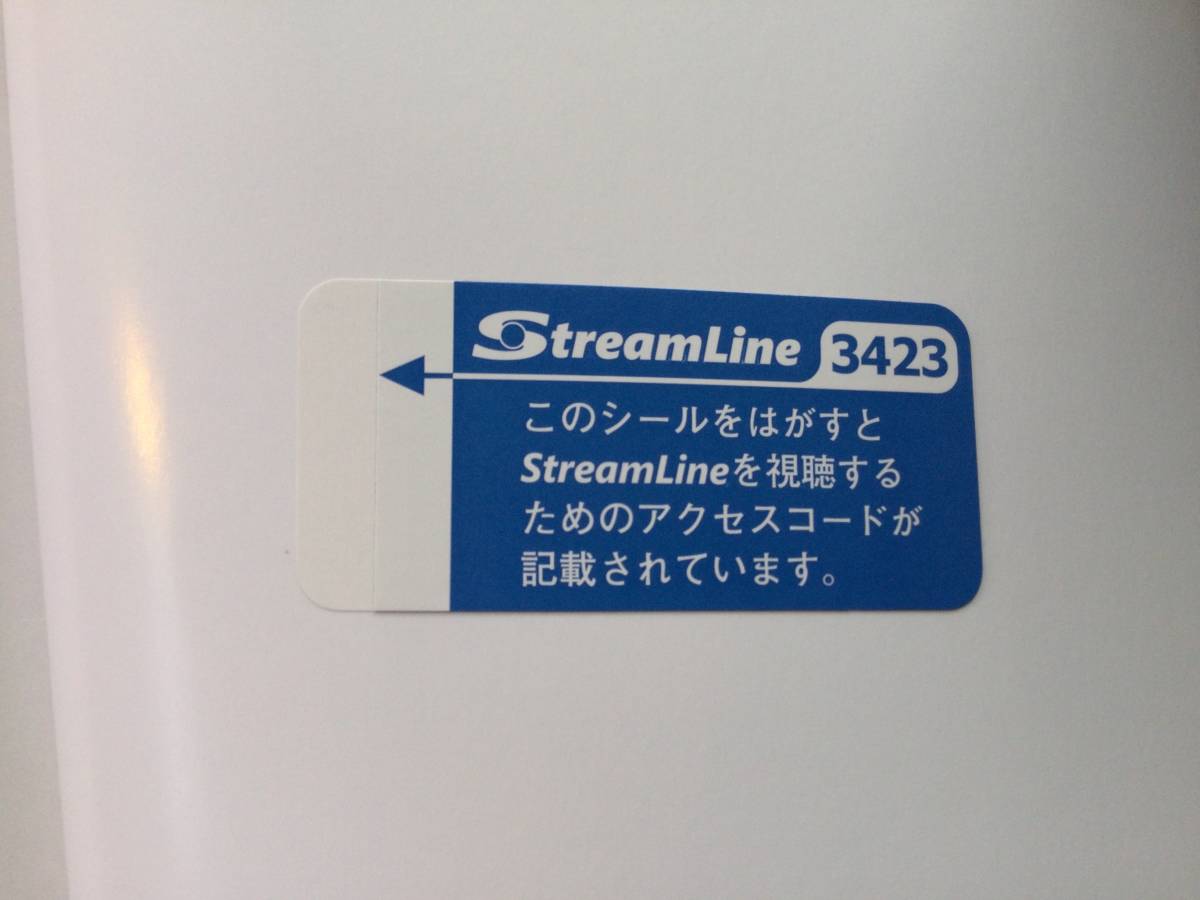 StreamLine 3423
このシールをはがすと
StreamLineを視聴する
ためのアクセスコードが
記載されています。